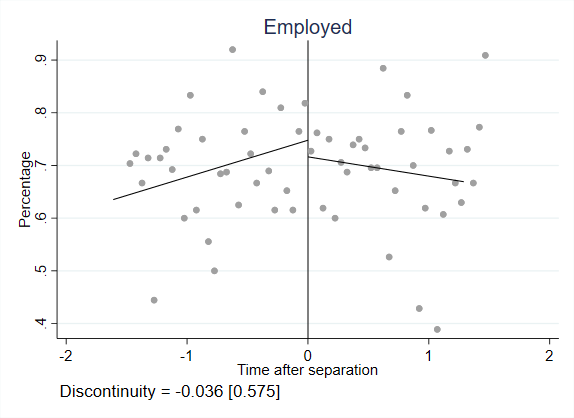 Employed
Percentage
.9
.8
.7
.6
.5
.4
-2 -1 0 1 2
Time after separation
Discontinuity = -0.036 [0.575]